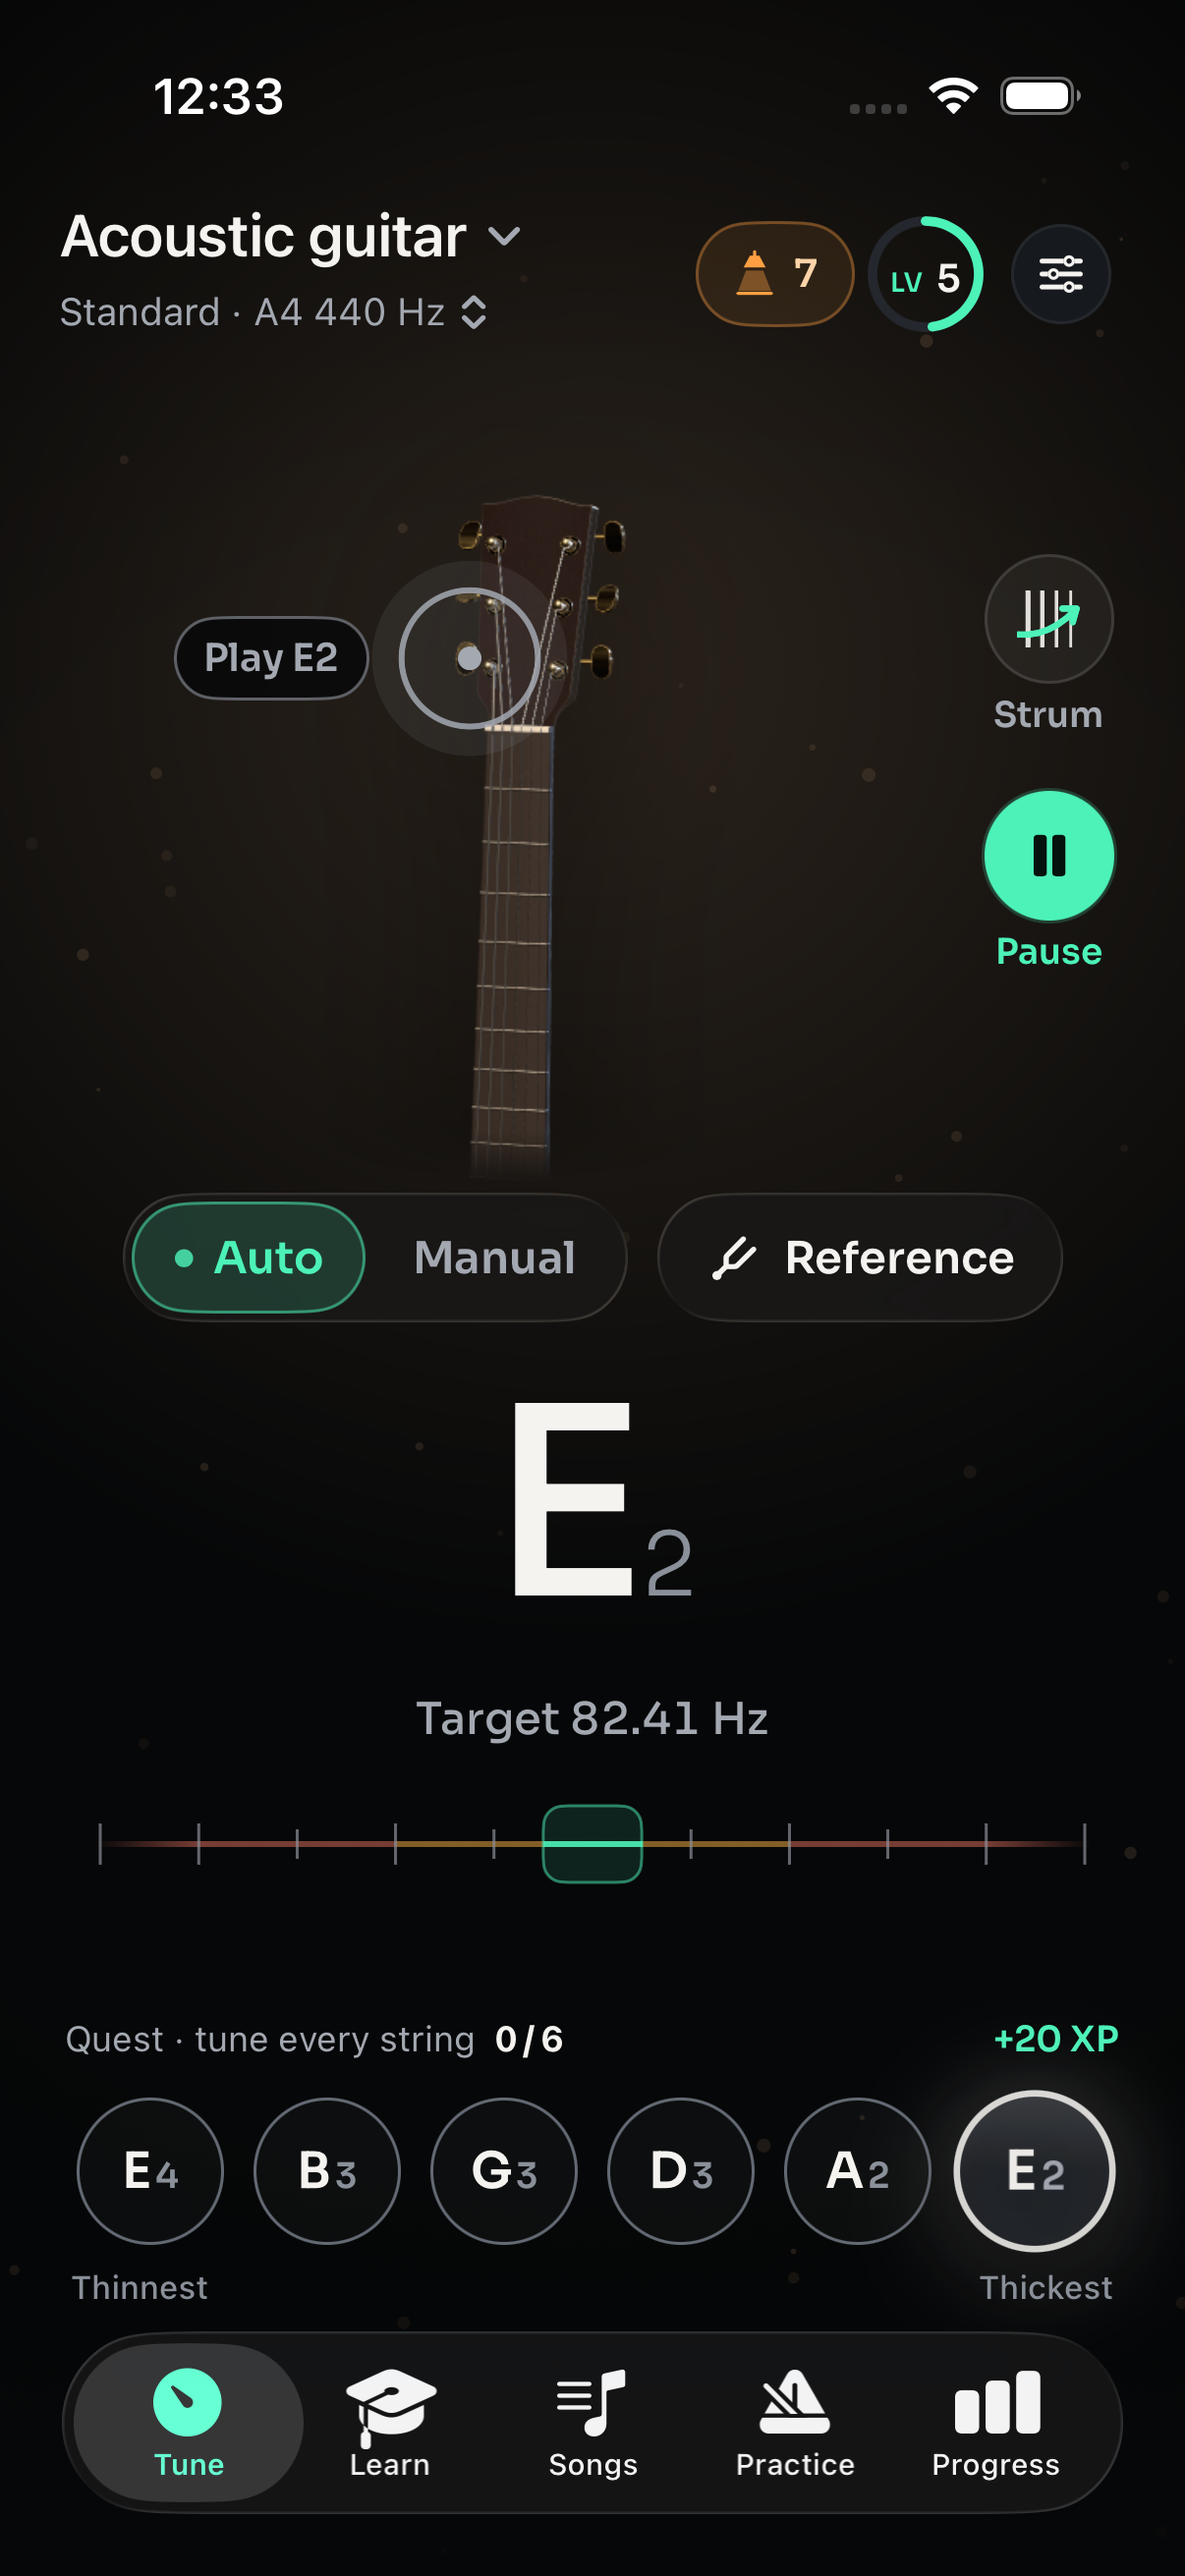 12:33
Acoustic guitar
Standard · A4 440 Hz
7
LV 5
Play E2
Strum
Pause
Auto
Manual
Reference
E2
Target 82.41 Hz
Quest · tune every string 0/6
+20 XP
E4
B3
G3
D3
A2
E2
Thinnest
Thickest
Tune
Learn
Songs
Practice
Progress